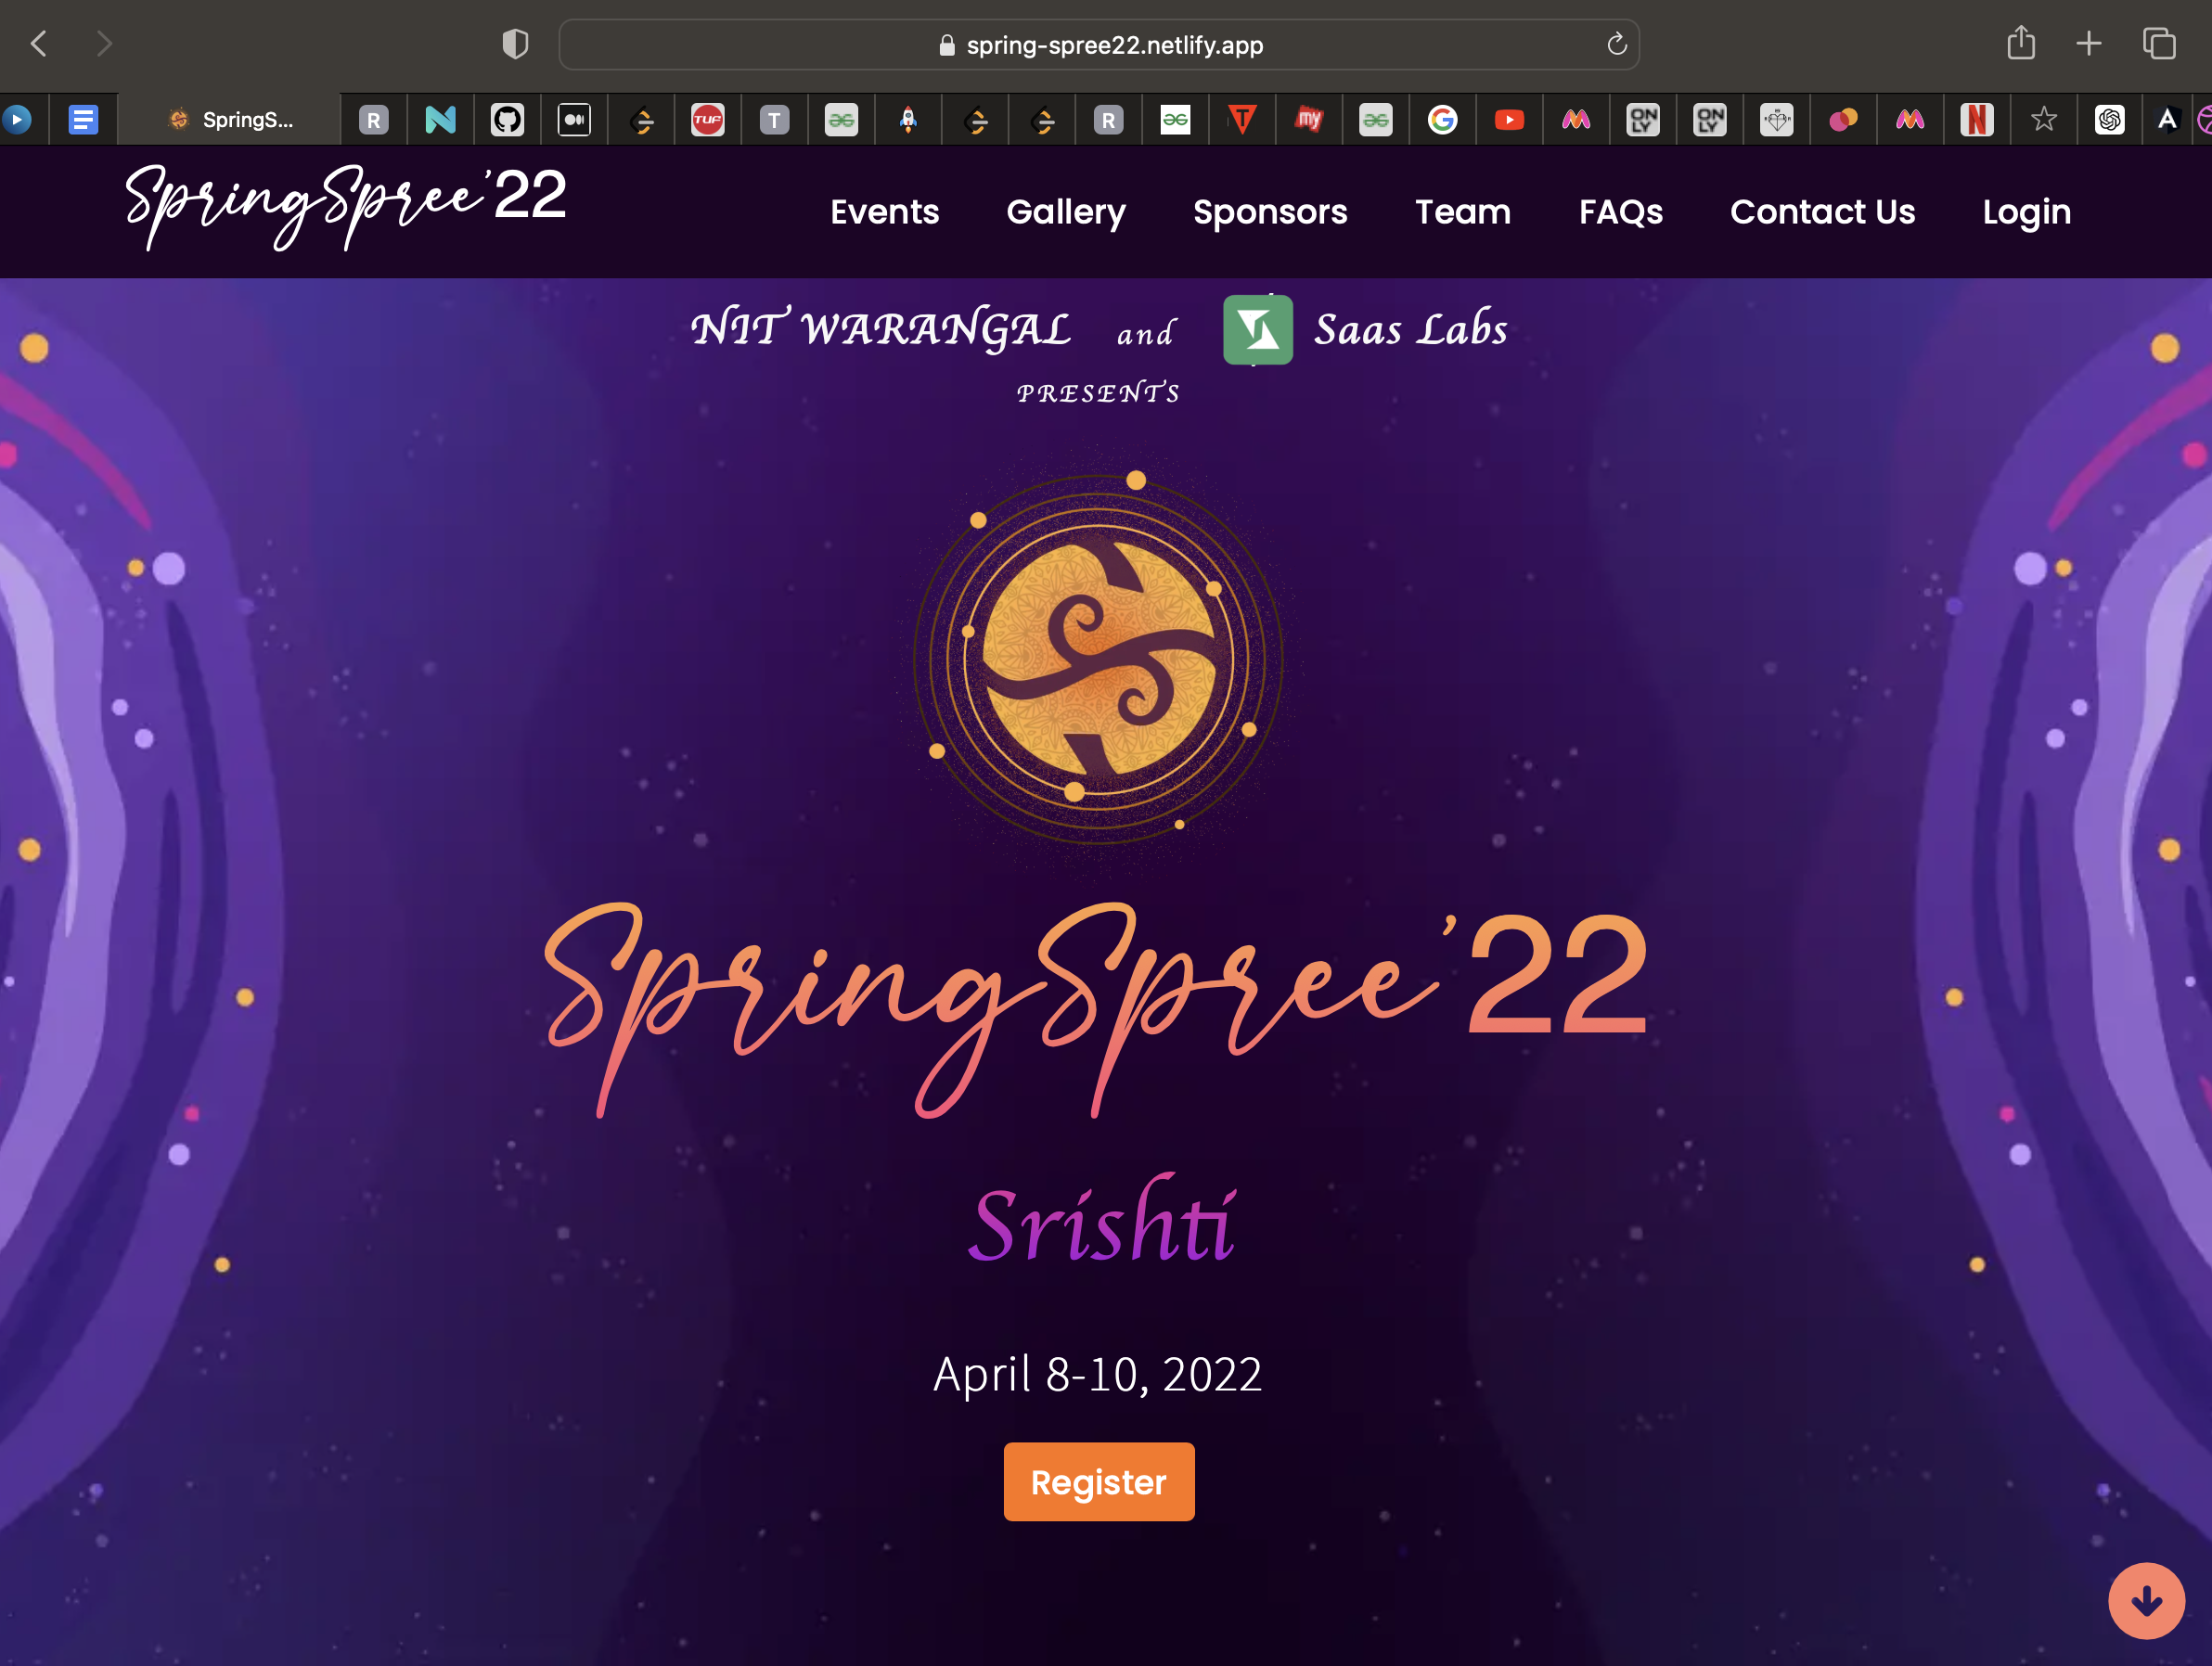 spring-spree22.netlify.app
SpringS...
SpringSpree'22
Events Gallery Sponsors Team FAQs Contact Us Login
NIT WARANGAL and Saas Labs
PRESENTS
SpringSpree'22
Srishti
April 8-10, 2022
Register